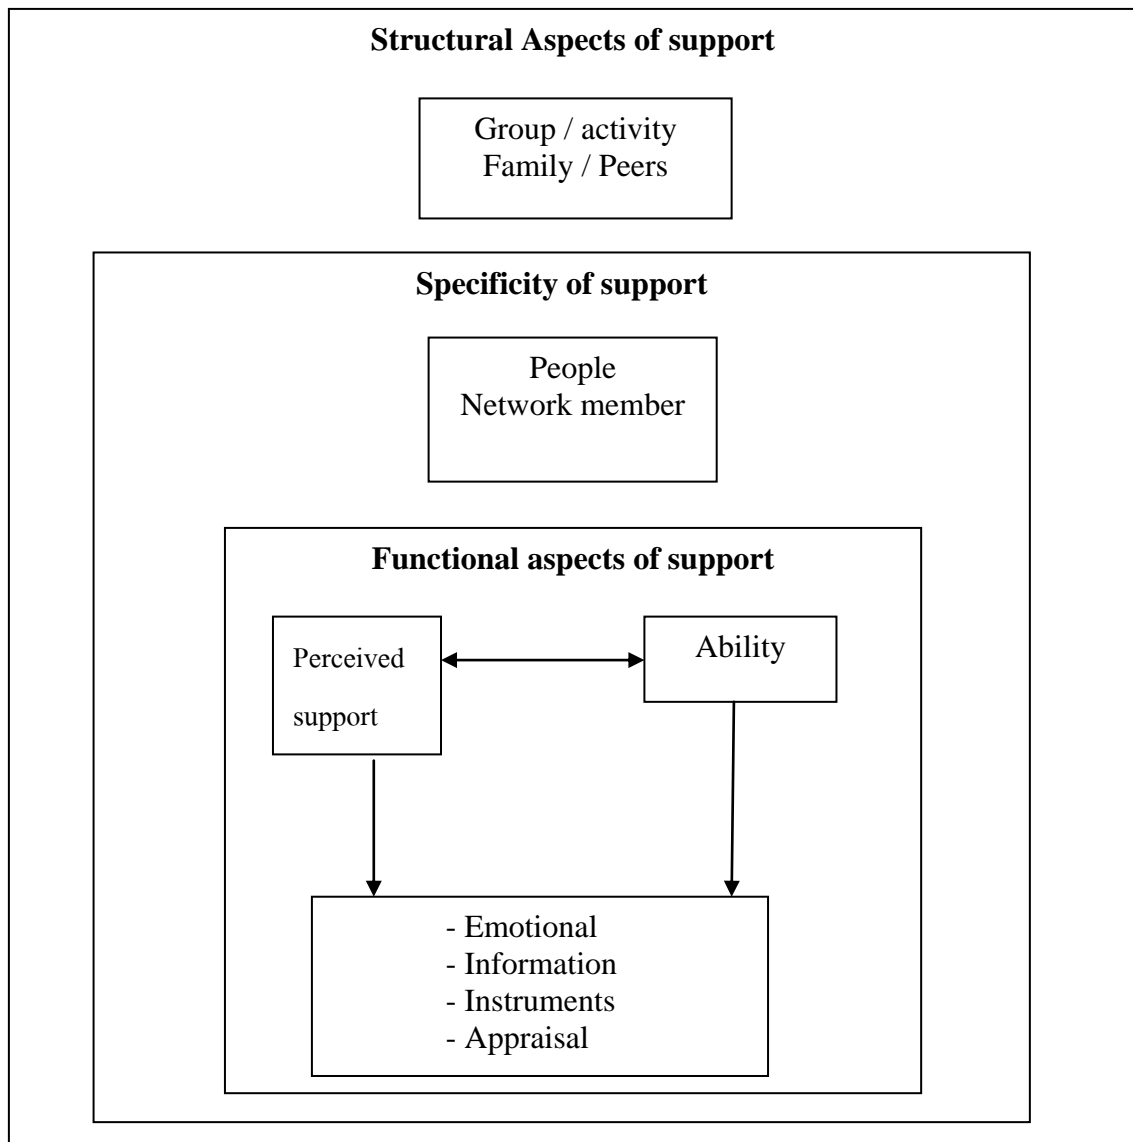 Structural Aspects of support
Group / activity
Family / Peers
Specificity of support
People
Network member
Functional aspects of support
Perceived
support
Ability
- Emotional
- Information
- Instruments
- Appraisal